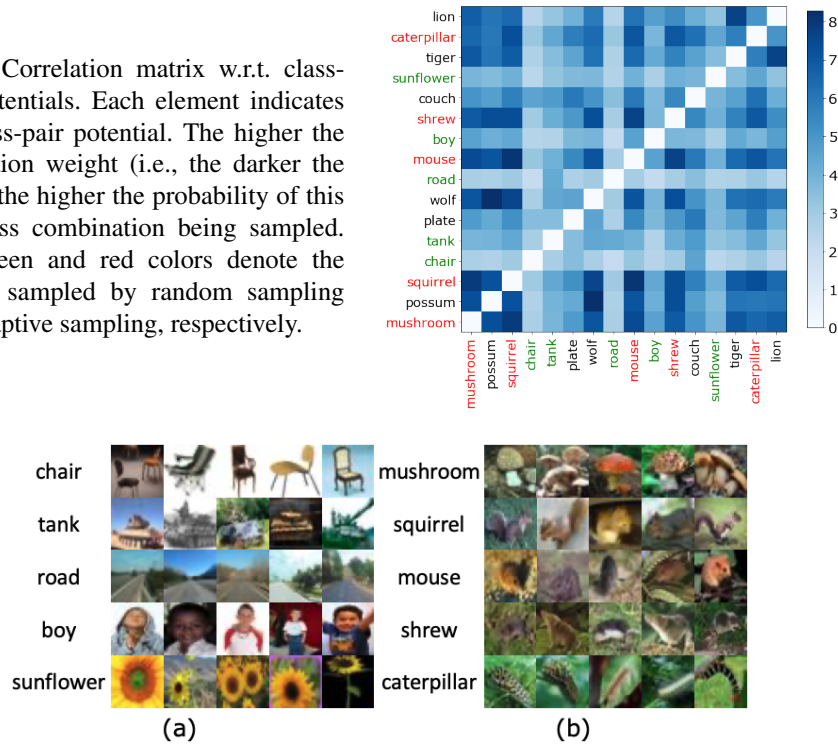 Correlation matrix w.r.t. class-
tentials. Each element indicates
ss-pair potential. The higher the
ion weight (i.e., the darker the
the higher the probability of this
ss combination being sampled.
een and red colors denote the
sampled by random sampling
ptive sampling, respectively.
lion
caterpillar
tiger
sunflower
couch
shrew
boy
mouse
road
wolf
plate
tank
chair
squirrel
possum
mushroom
mushroom
possum
squirrel
chair
tank
plate
wolf
road
mouse
boy
shrew
couch
sunflower
tiger
caterpillar
lion
8
7
6
5
4
3
2
1
0
chair
tank
road
boy
sunflower
(a)
mushroom
squirrel
mouse
shrew
caterpillar
(b)